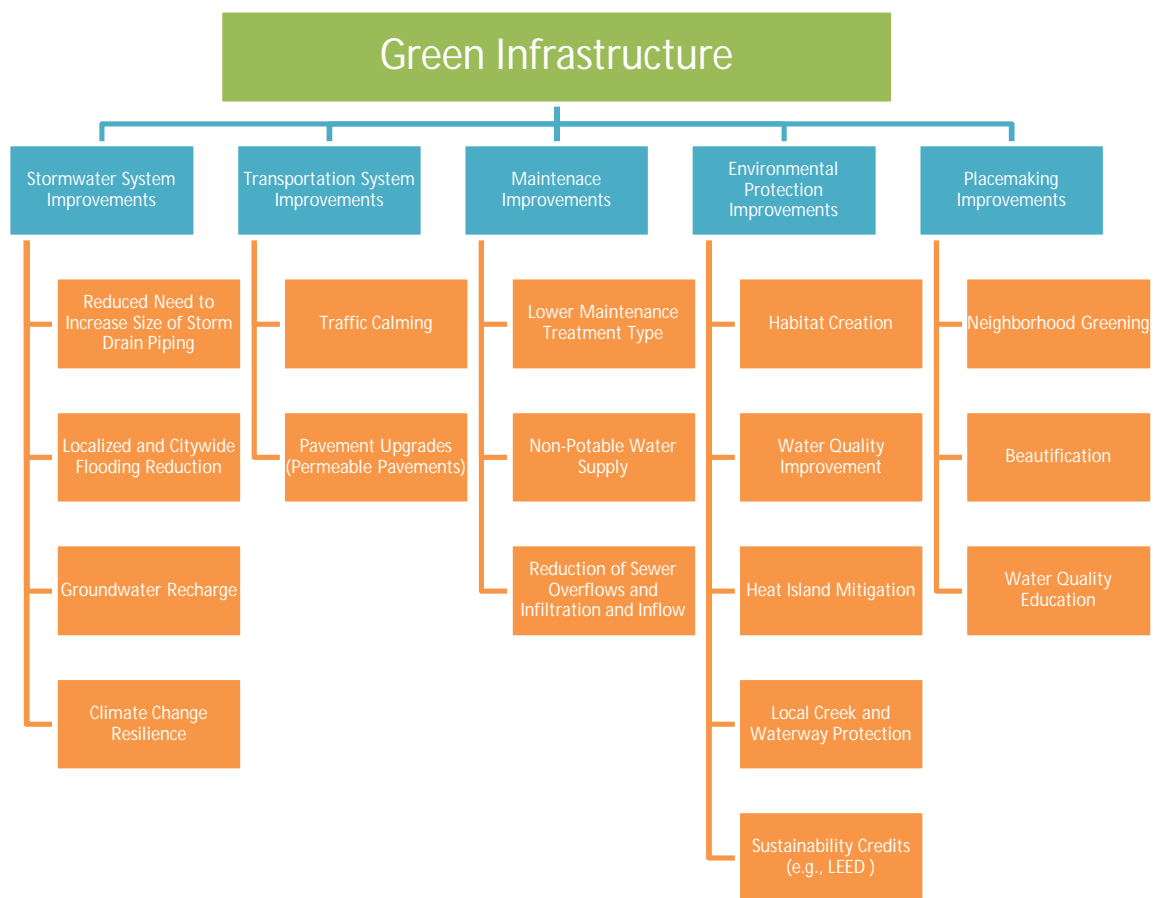 Green Infrastructure
Stormwater System
Improvements
Transportation System
Improvements
Maintenace
Improvements
Environmental
Protection
Improvements
Placemaking
Improvements
Reduced Need to
Increase Size of Storm
Drain Piping
Localized and Citywide
Flooding Reduction
Groundwater Recharge
Climate Change
Resilience
Traffic Calming
Pavement Upgrades
(Permeable Pavements)
Lower Maintenance
Treatment Type
Non-Potable Water
Supply
Reduction of Sewer
Overflows and
Infiltration and Inflow
Habitat Creation
Water Quality
Improvement
Heat Island Mitigation
Local Creek and
Waterway Protection
Sustainability Credits
(e.g., LEED )
Neighborhood Greening
Beautification
Water Quality
Education